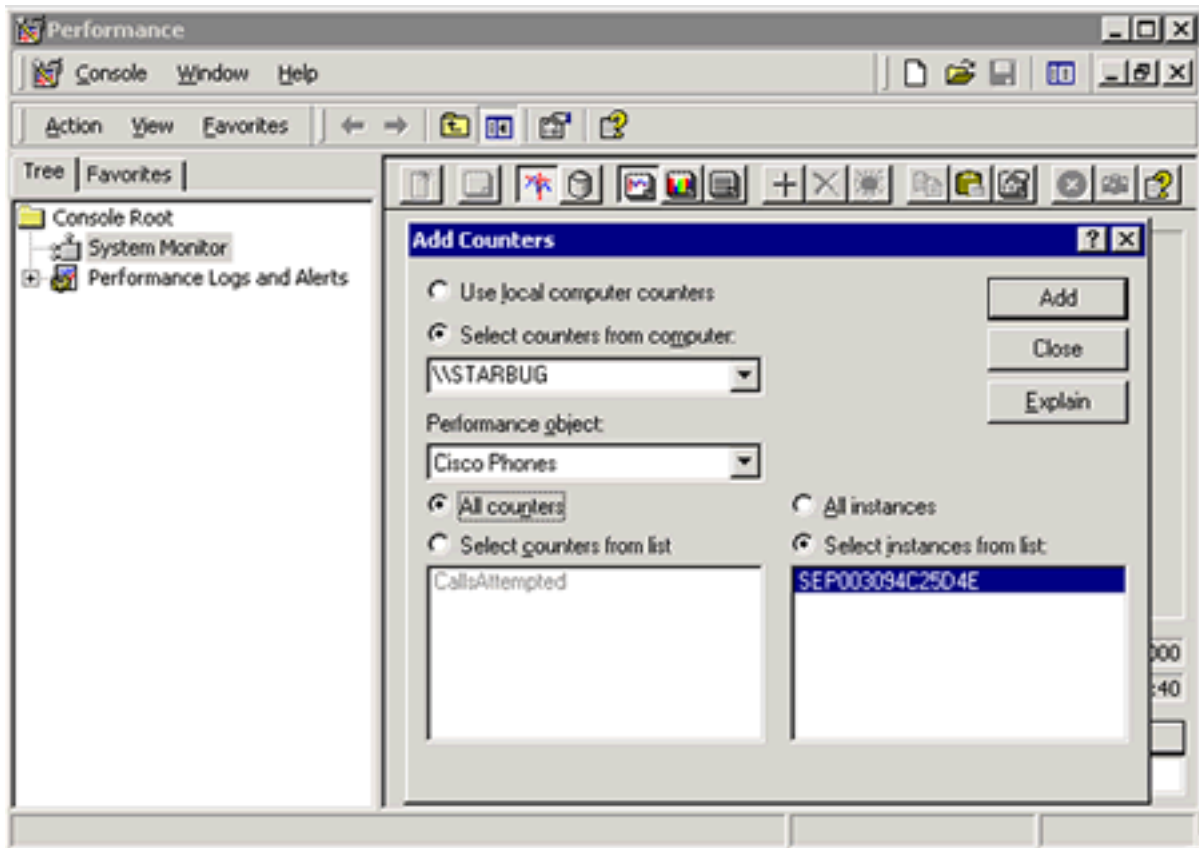 Performance
Console Window Help
Action View Favorites
Tree Favorites
Console Root
System Monitor
Performance Logs and Alerts
Add Counters
Use local computer counters
Add
Select counters from computer:
Close
\\STARBUG
Explain
Performance object:
Cisco Phones
All counters
All instances
Select counters from list
Select instances from list:
CallsAttempted
SEP003094C25D4E
000
:40